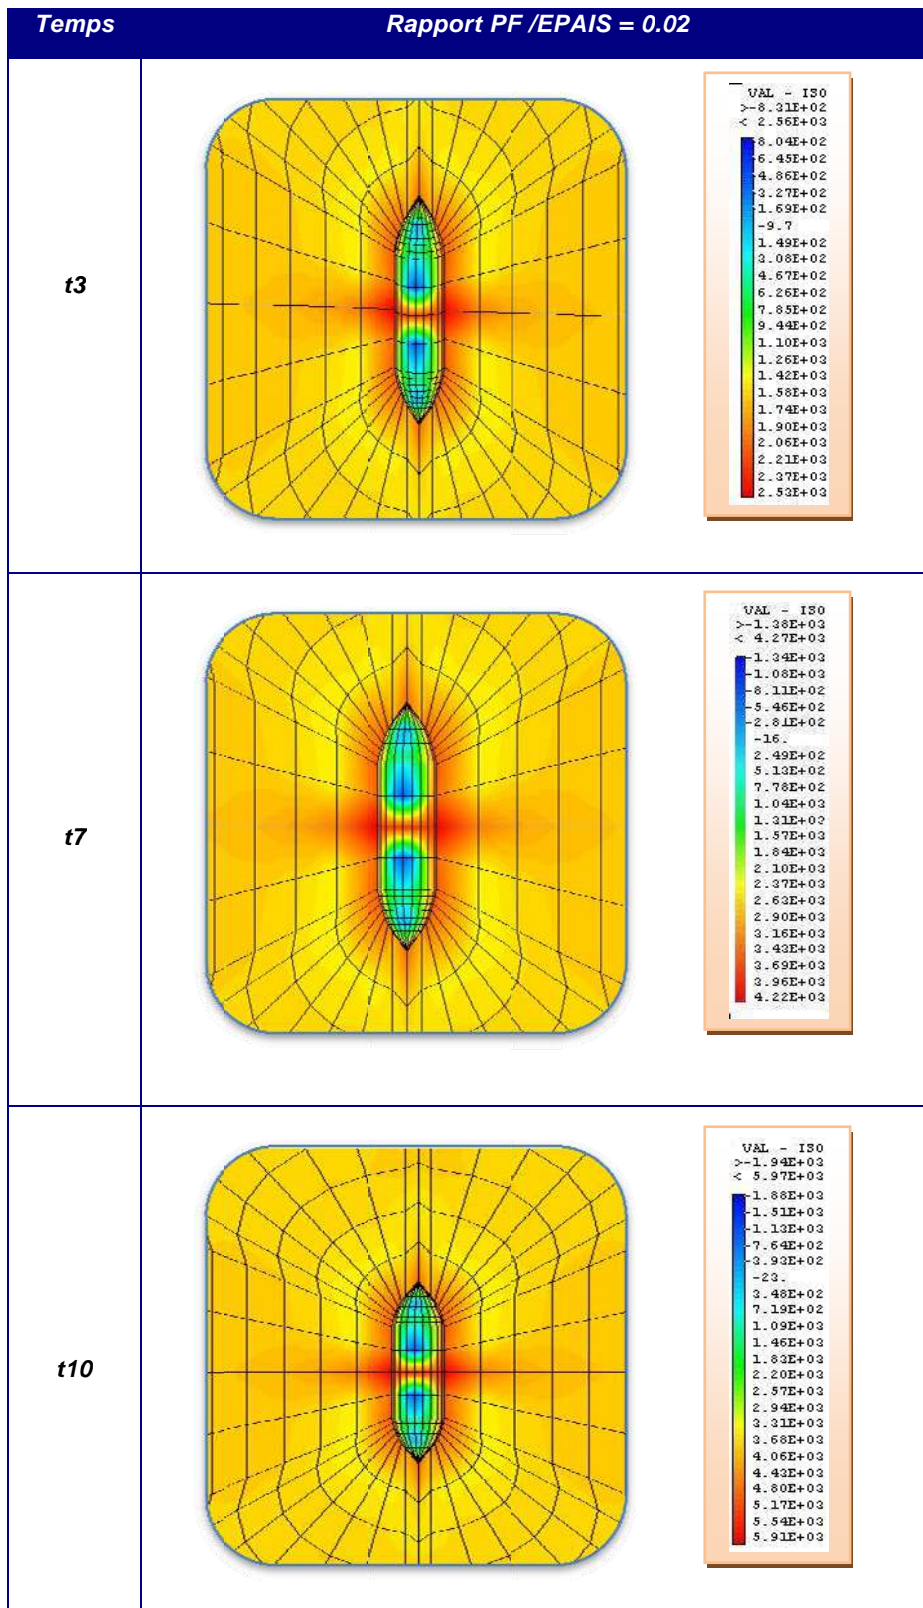 Temps Rapport PF /EPAIS = 0.02
t3
VAL - ISO
>-8.31E+02
< 2.56E+03
-8.04E+02
-6.45E+02
-4.86E+02
-3.27E+02
-1.69E+02
-9.7
1.49E+02
3.08E+02
4.67E+02
6.26E+02
7.85E+02
9.44E+02
1.10E+03
1.26E+03
1.42E+03
1.58E+03
1.74E+03
1.90E+03
2.06E+03
2.21E+03
2.37E+03
2.53E+03
t7
VAL - ISO
>-1.38E+03
< 4.27E+03
-1.34E+03
-1.08E+03
-8.11E+02
-5.46E+02
-2.81E+02
-16.
2.49E+02
5.13E+02
7.78E+02
1.04E+03
1.31E+03
1.57E+03
1.84E+03
2.10E+03
2.37E+03
2.63E+03
2.90E+03
3.16E+03
3.43E+03
3.69E+03
3.96E+03
4.22E+03
t10
VAL - ISO
>-1.94E+03
< 5.97E+03
-1.88E+03
-1.51E+03
-1.13E+03
-7.64E+02
-3.93E+02
-23.
3.48E+02
7.19E+02
1.09E+03
1.46E+03
1.83E+03
2.20E+03
2.57E+03
2.94E+03
3.31E+03
3.68E+03
4.06E+03
4.43E+03
4.80E+03
5.17E+03
5.54E+03
5.91E+03